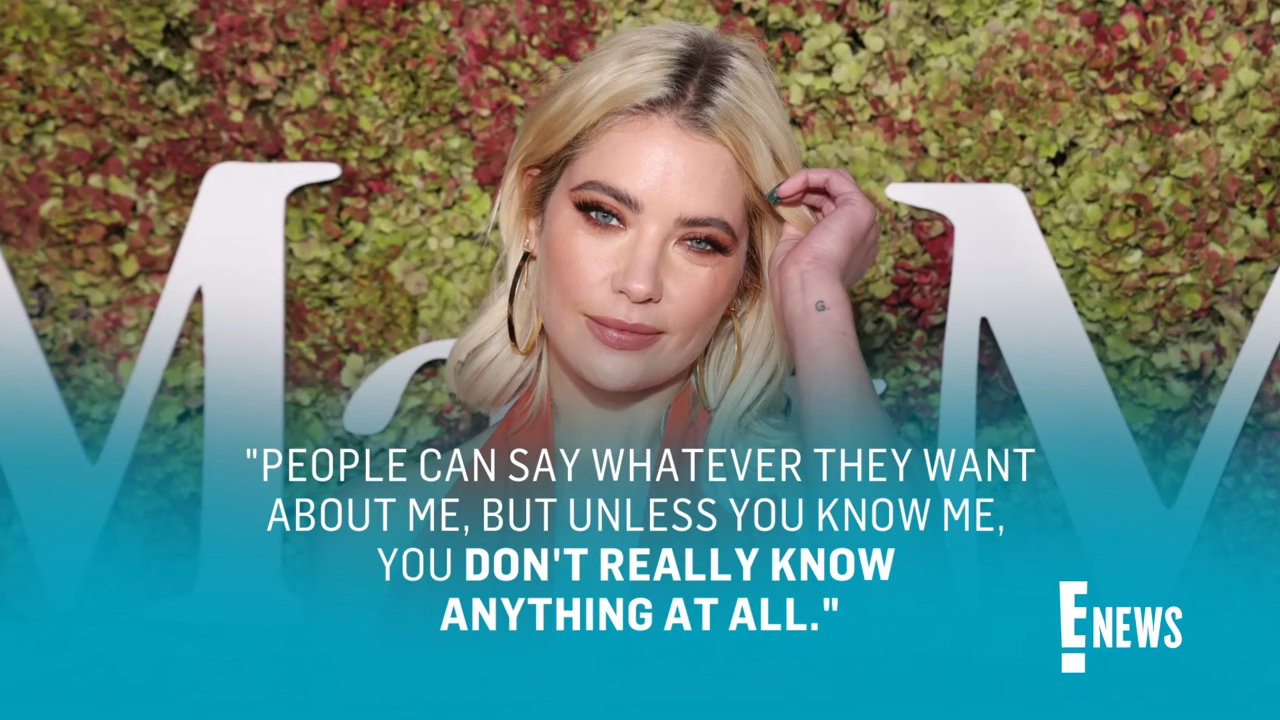 MaxM
"PEOPLE CAN SAY WHATEVER THEY WANT
ABOUT ME, BUT UNLESS YOU KNOW ME,
YOU DON'T REALLY KNOW
ANYTHING AT ALL."
E! NEWS
G.